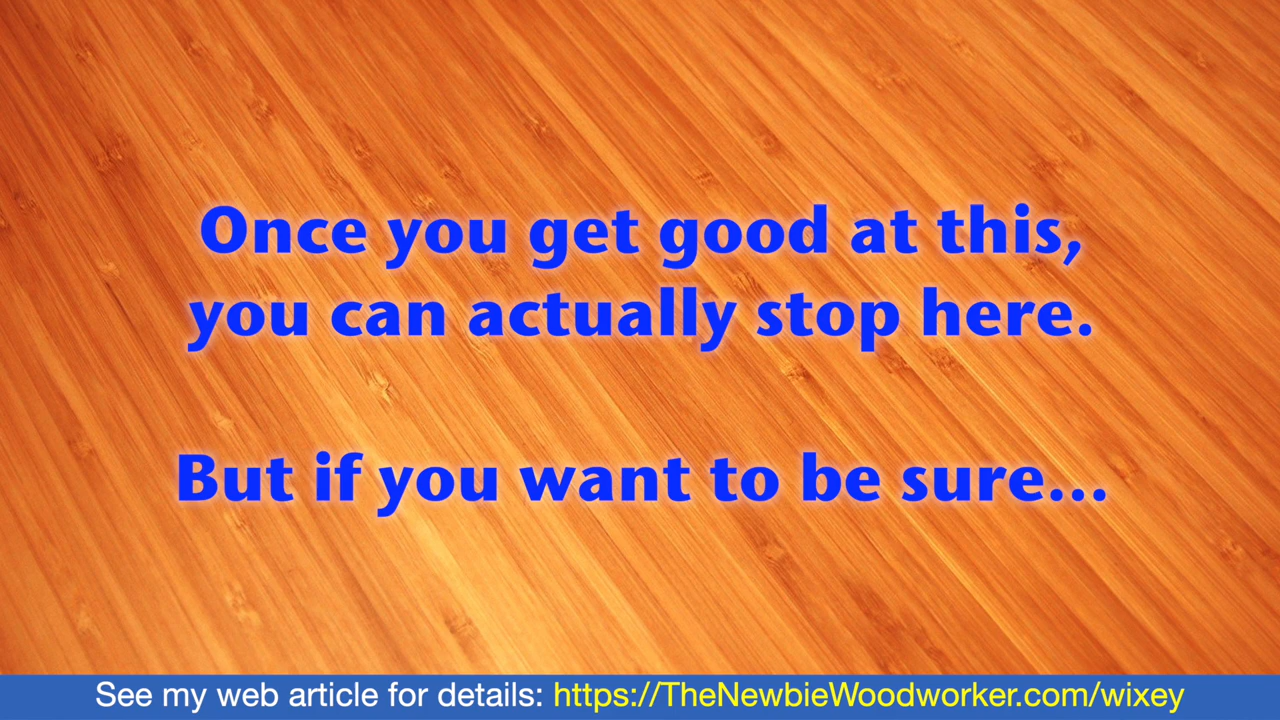 Once you get good at this,
you can actually stop here.
But if you want to be sure...
See my web article for details: https://TheNewbieWoodworker.com/wixey